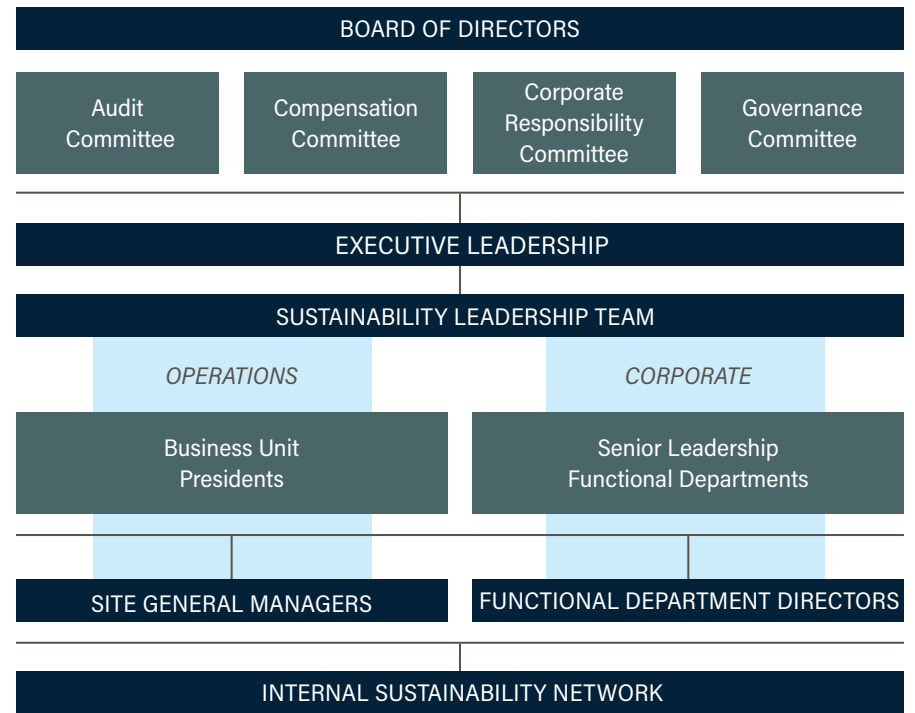 BOARD OF DIRECTORS
Audit
Committee
Compensation
Committee
Corporate
Responsibility
Committee
Governance
Committee
EXECUTIVE LEADERSHIP
SUSTAINABILITY LEADERSHIP TEAM
OPERATIONS
CORPORATE
Business Unit
Presidents
Senior Leadership
Functional Departments
SITE GENERAL MANAGERS
FUNCTIONAL DEPARTMENT DIRECTORS
INTERNAL SUSTAINABILITY NETWORK